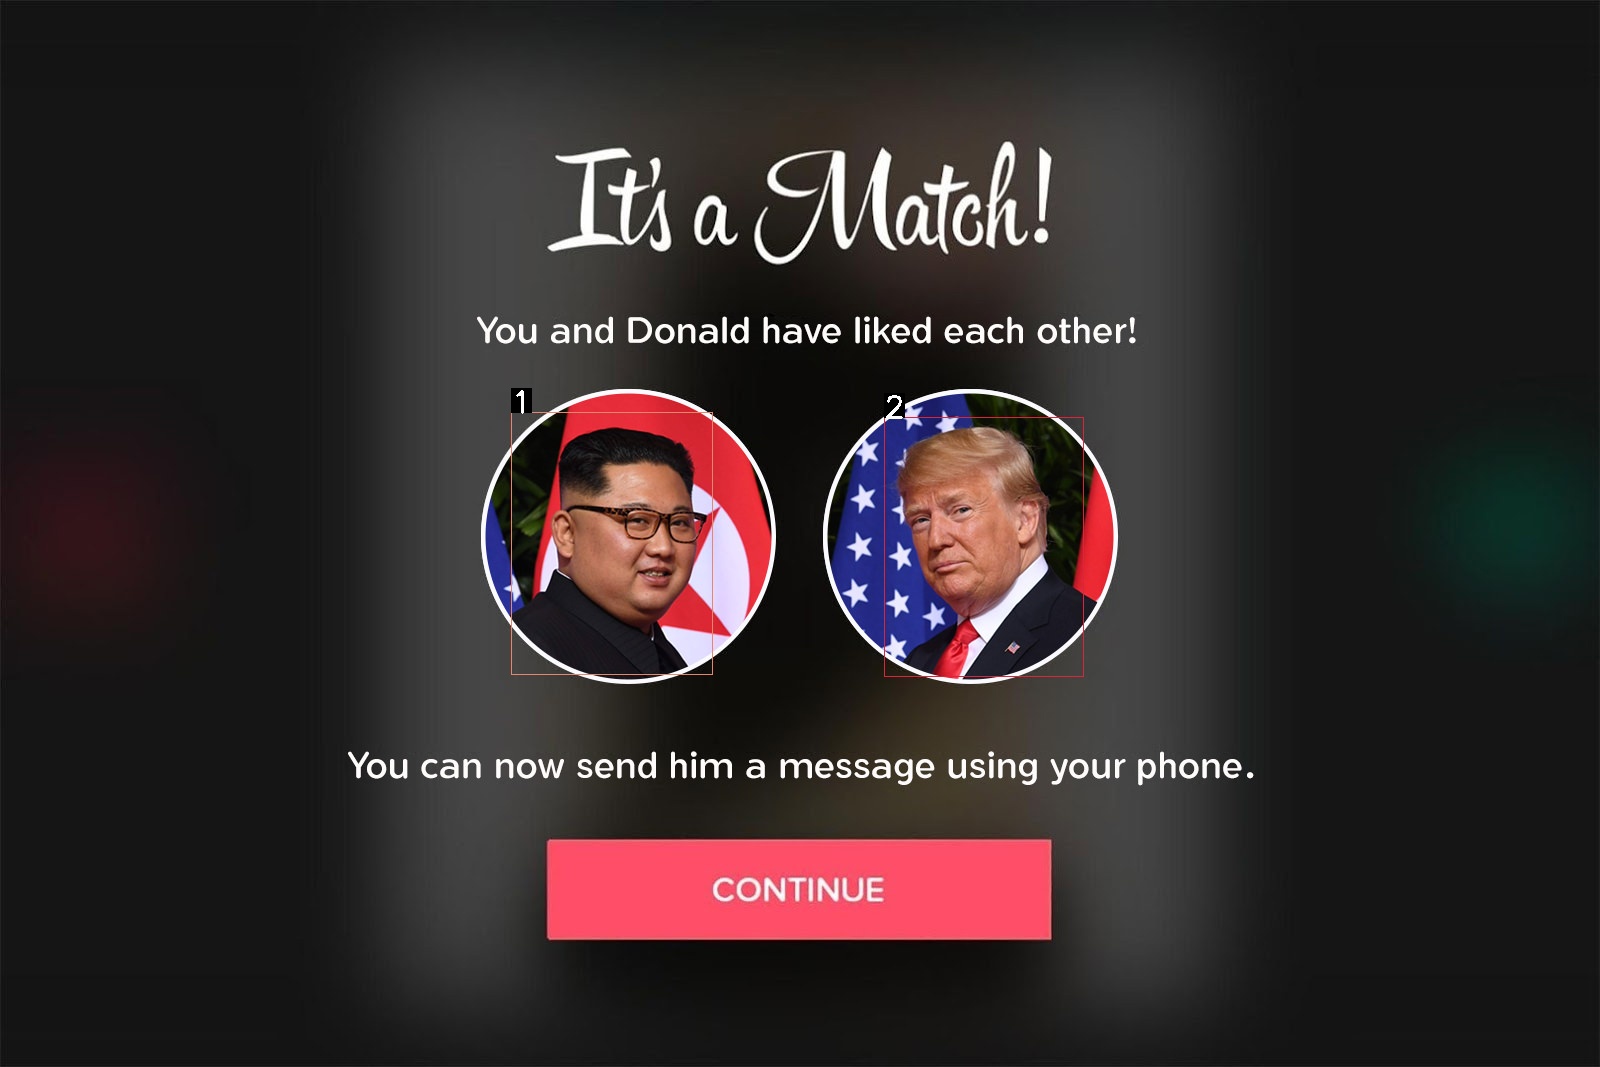 It's a Match!
You and Donald have liked each other!
1
2
You can now send him a message using your phone.
CONTINUE